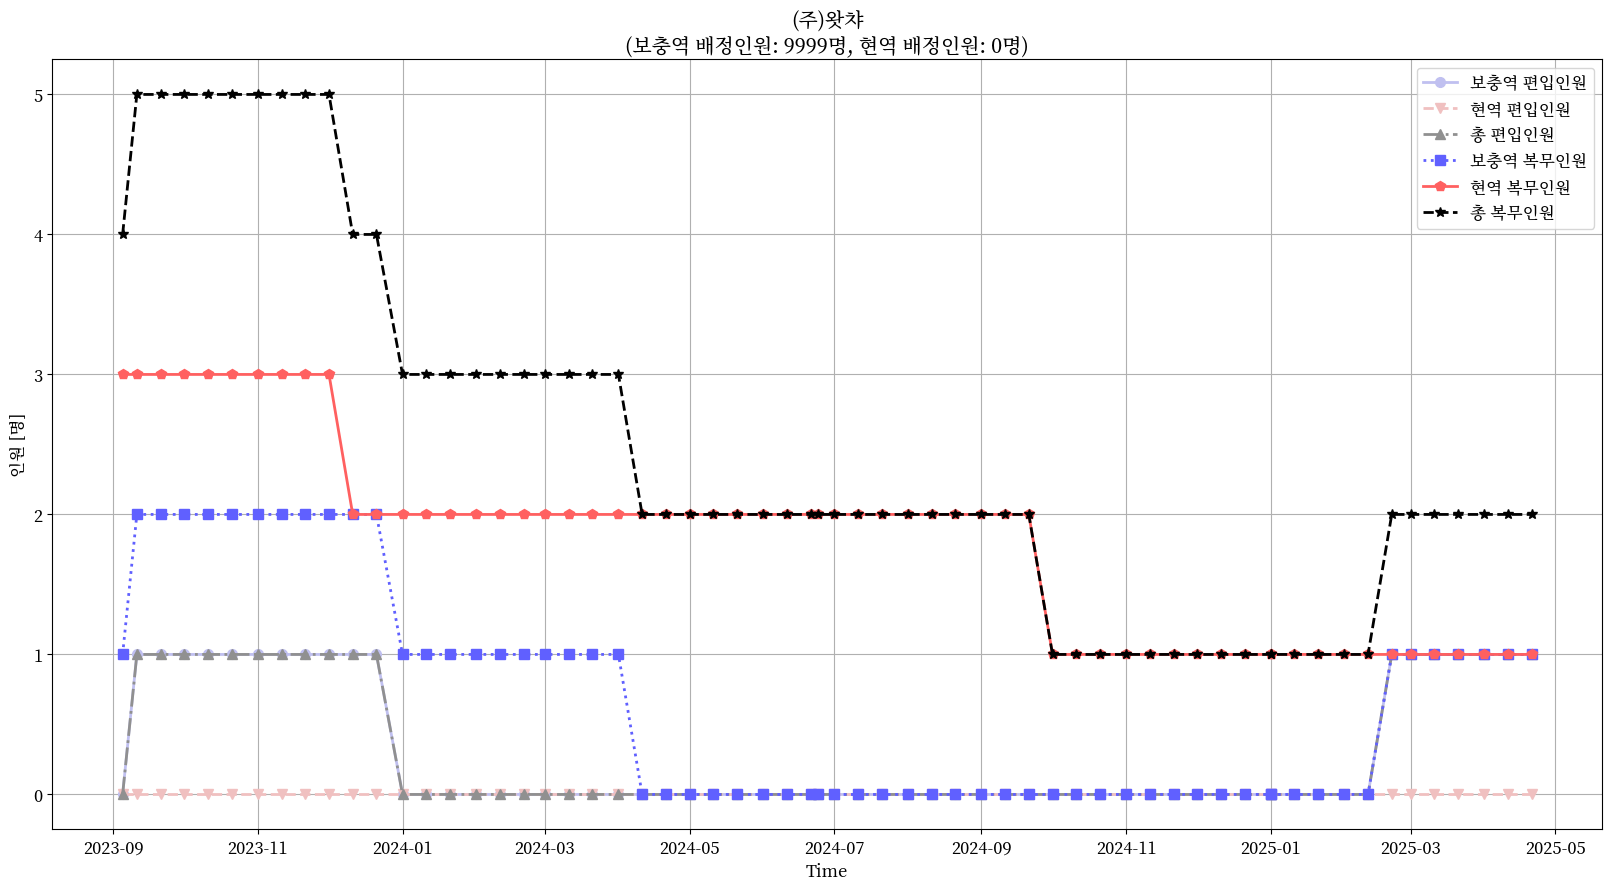 (주)왓챠
(보충역 배정인원: 9999명, 현역 배정인원: 0명)
보충역 편입인원
현역 편입인원
총 편입인원
보충역 복무인원
현역 복무인원
총 복무인원
인원 [명]
5
4
3
2
1
0
2023-09 2023-11 2024-01 2024-03 2024-05 2024-07 2024-09 2024-11 2025-01 2025-03 2025-05
Time